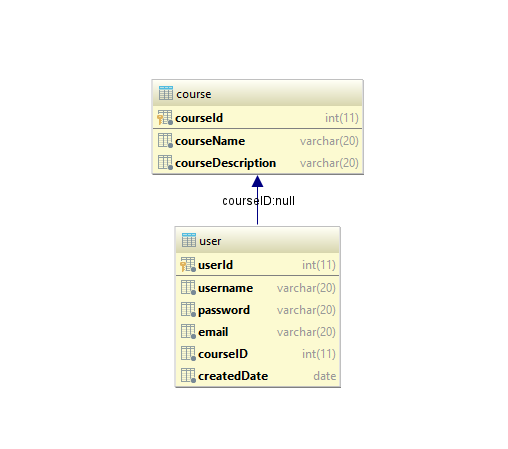 course
courseId int(11)
courseName varchar(20)
courseDescription varchar(20)
courseID:null
user
userId int(11)
username varchar(20)
password varchar(20)
email varchar(20)
courseID int(11)
createdDate date